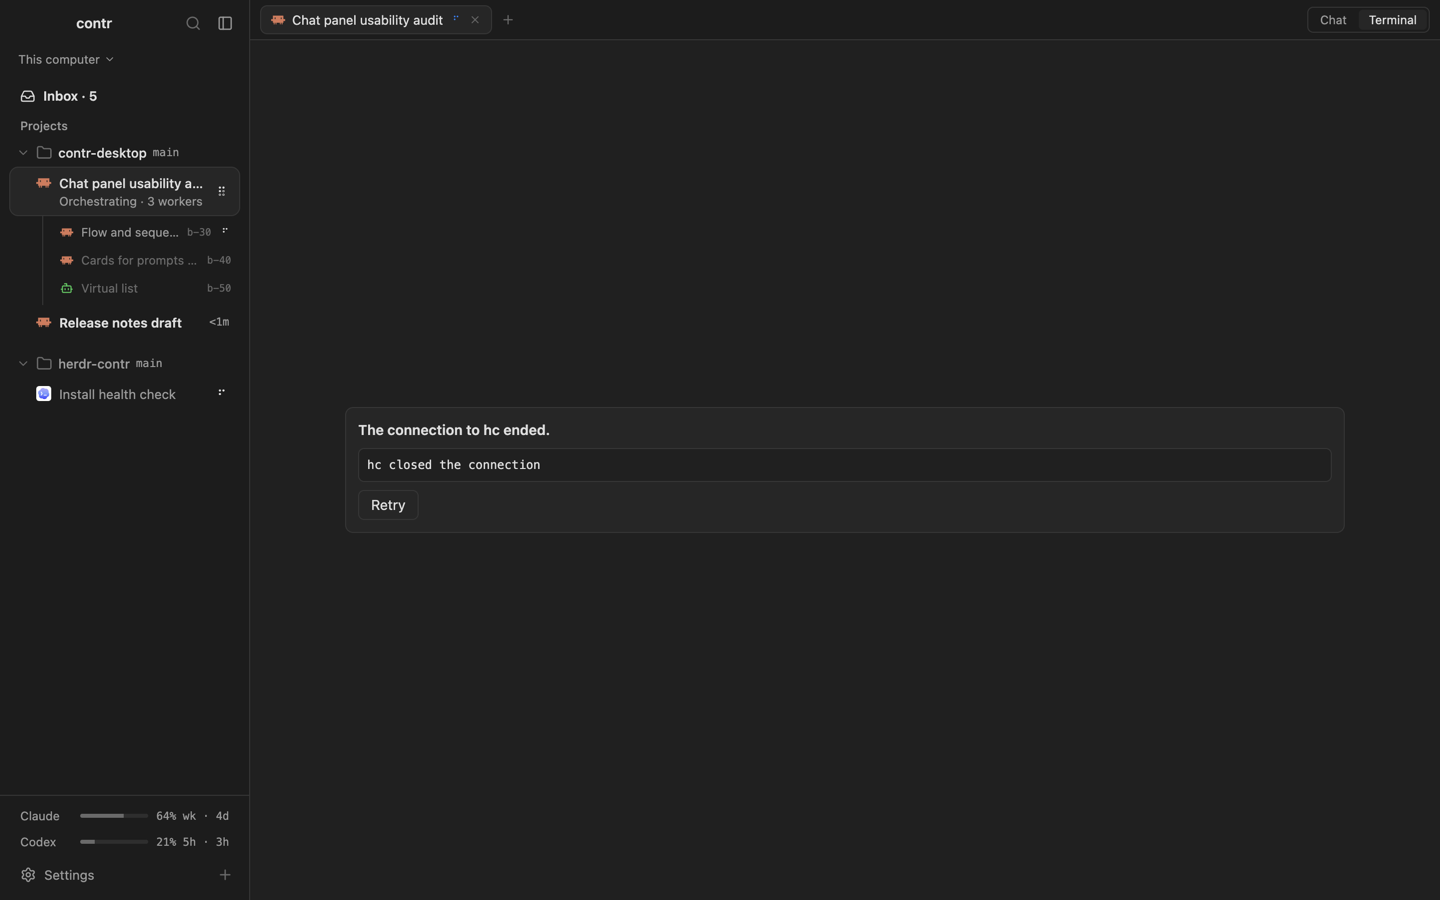 contr
This computer
Inbox · 5
Projects
contr-desktop main
Chat panel usability a...
Orchestrating · 3 workers
Flow and seque... b–30
Cards for prompts ... b–40
Virtual list b–50
Release notes draft <1m
herdr-contr main
Install health check
Claude 64% wk · 4d
Codex 21% 5h · 3h
Settings
Chat panel usability audit
Chat Terminal
The connection to hc ended.
hc closed the connection
Retry